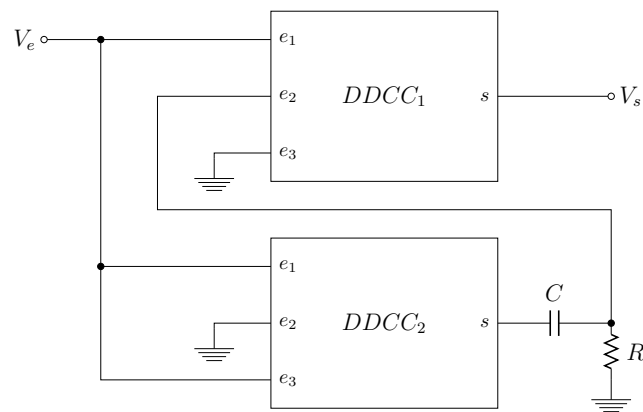 V_e
e_1
e_2
e_3
DDCC_1
s
V_s
e_1
e_2
e_3
DDCC_2
s
C
R